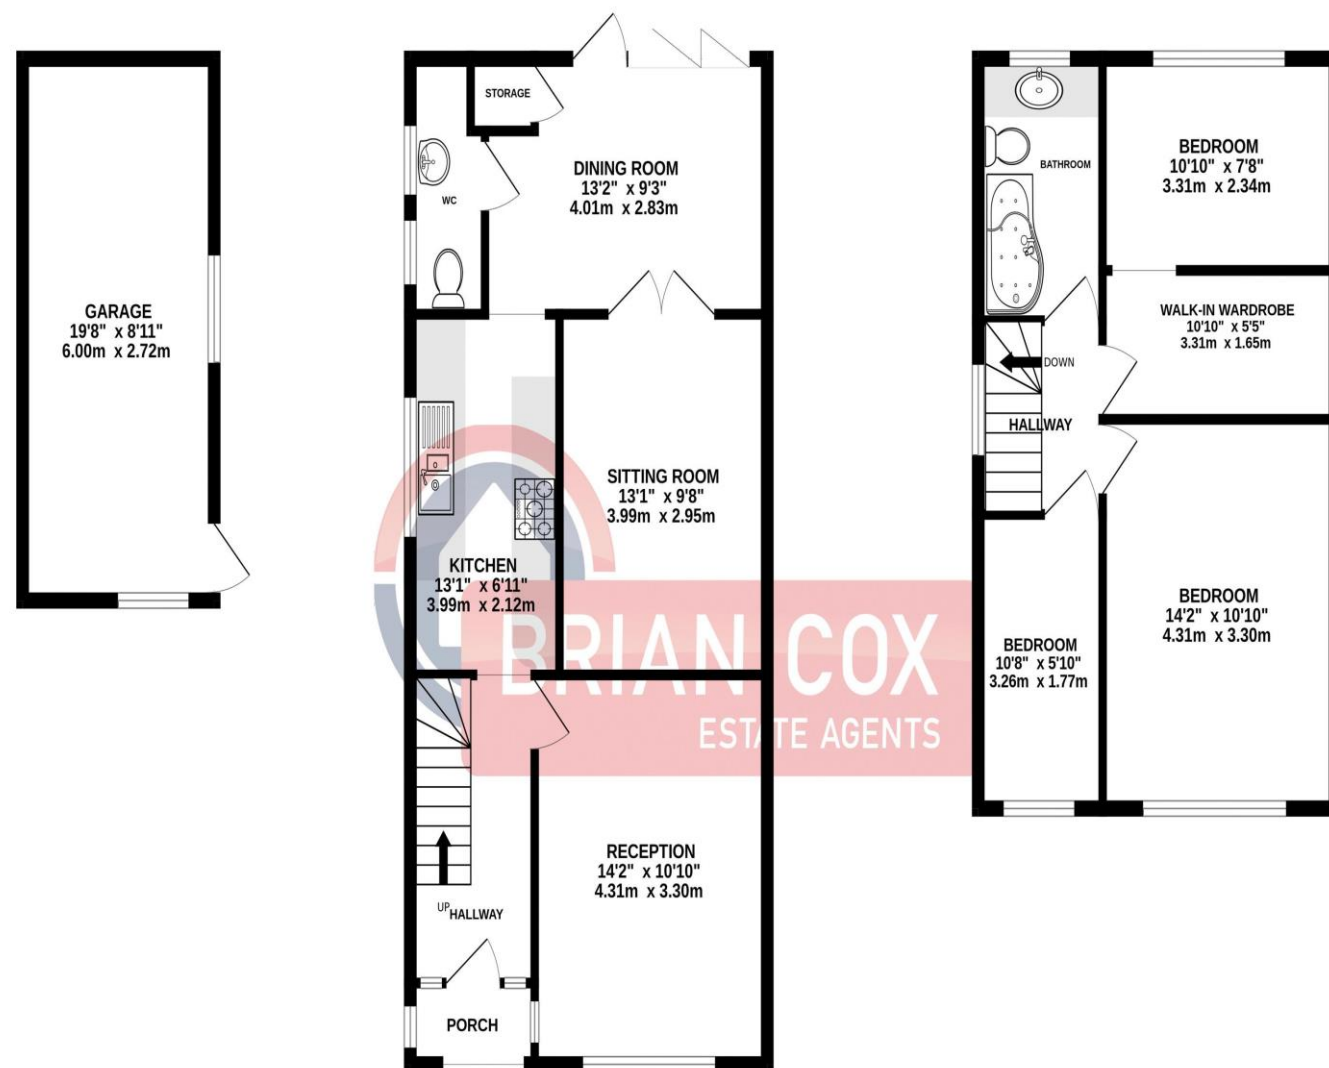 GARAGE
19'8" x 8'11"
6.00m x 2.72m
STORAGE
WC
DINING ROOM
13'2" x 9'3"
4.01m x 2.83m
SITTING ROOM
13'1" x 9'8"
3.99m x 2.95m
KITCHEN
13'1" x 6'11"
3.99m x 2.12m
RECEPTION
14'2" x 10'10"
4.31m x 3.30m
UP
HALLWAY
PORCH
BRIAN COX
ESTATE AGENTS
BATHROOM
BEDROOM
10'10" x 7'8"
3.31m x 2.34m
WALK-IN WARDROBE
10'10" x 5'5"
3.31m x 1.65m
DOWN
HALLWAY
BEDROOM
14'2" x 10'10"
4.31m x 3.30m
BEDROOM
10'8" x 5'10"
3.26m x 1.77m